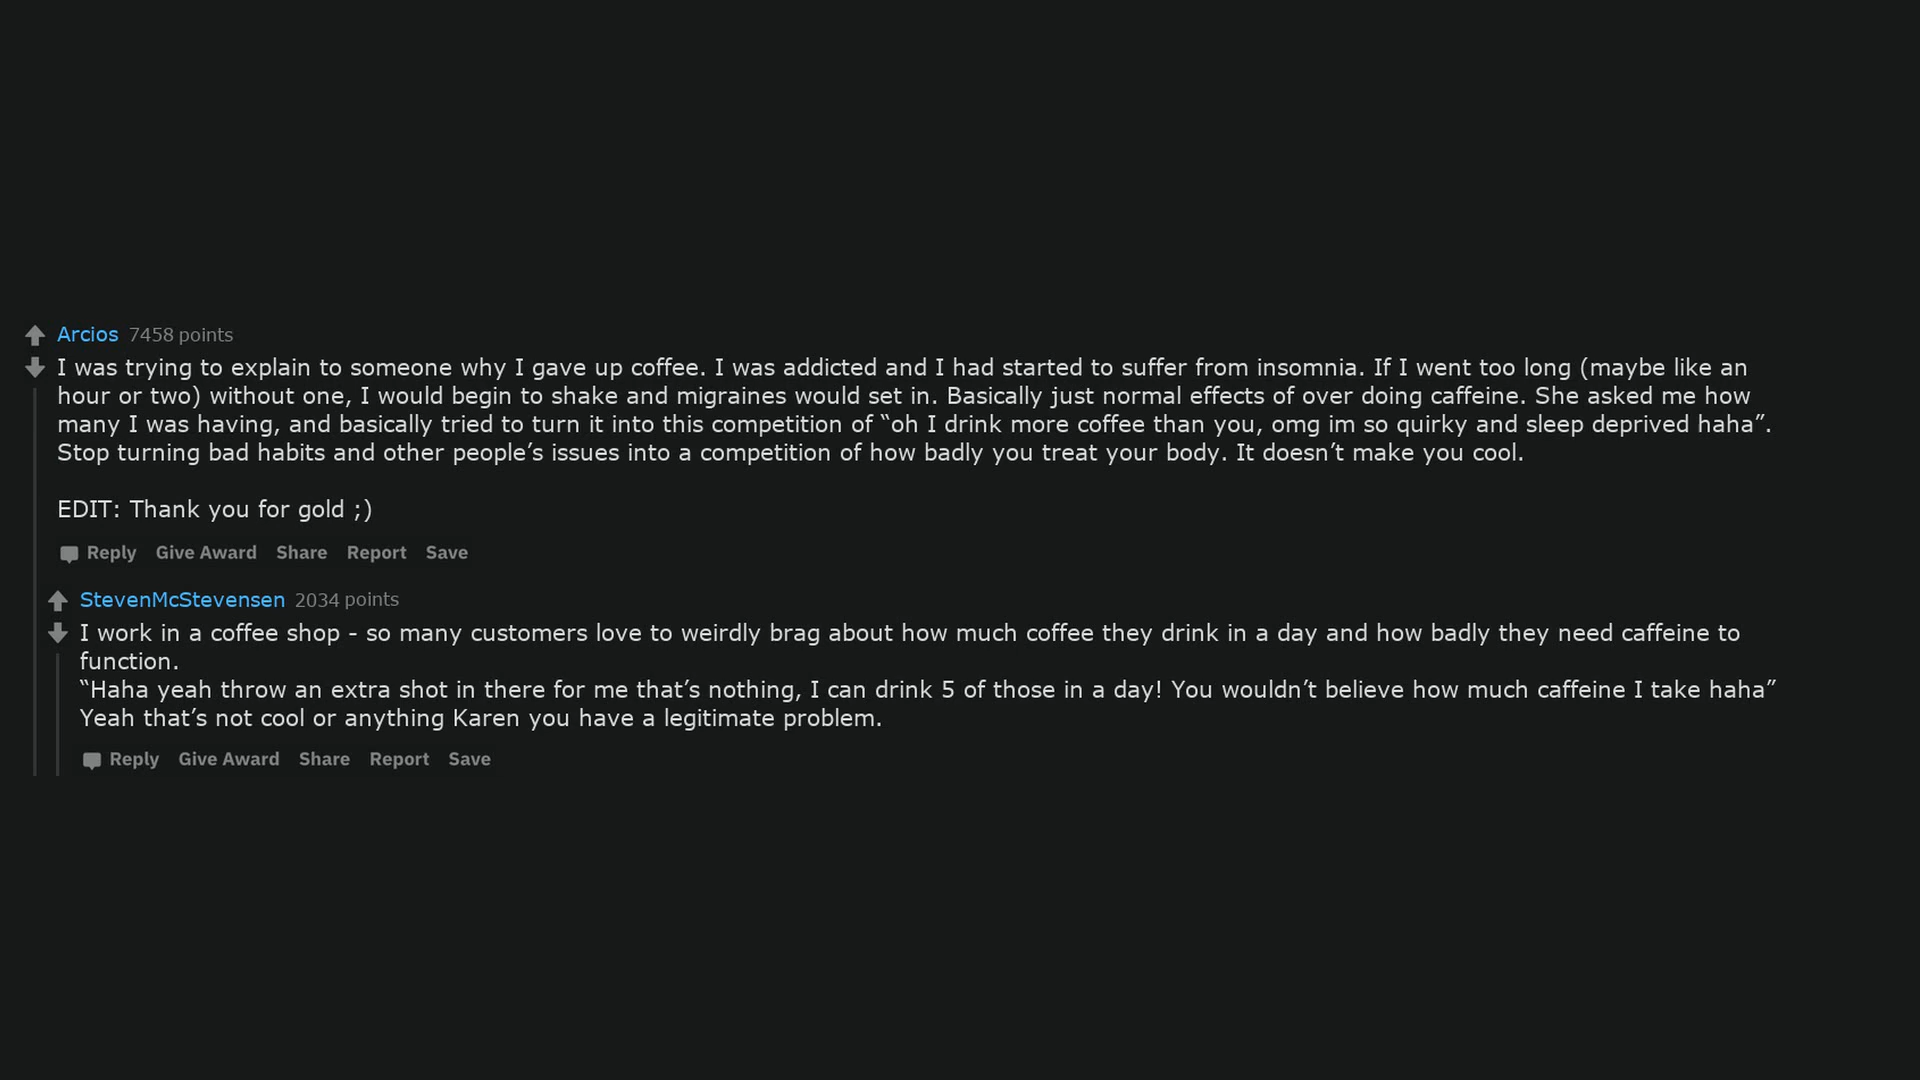 Arcios 7458 points
I was trying to explain to someone why I gave up coffee. I was addicted and I had started to suffer from insomnia. If I went too long (maybe like an
hour or two) without one, I would begin to shake and migraines would set in. Basically just normal effects of over doing caffeine. She asked me how
many I was having, and basically tried to turn it into this competition of “oh I drink more coffee than you, omg im so quirky and sleep deprived haha”.
Stop turning bad habits and other people’s issues into a competition of how badly you treat your body. It doesn’t make you cool.
EDIT: Thank you for gold ;)
Reply Give Award Share Report Save
StevenMcStevensen 2034 points
I work in a coffee shop - so many customers love to weirdly brag about how much coffee they drink in a day and how badly they need caffeine to
function.
“Haha yeah throw an extra shot in there for me that’s nothing, I can drink 5 of those in a day! You wouldn’t believe how much caffeine I take haha”
Yeah that’s not cool or anything Karen you have a legitimate problem.
Reply Give Award Share Report Save